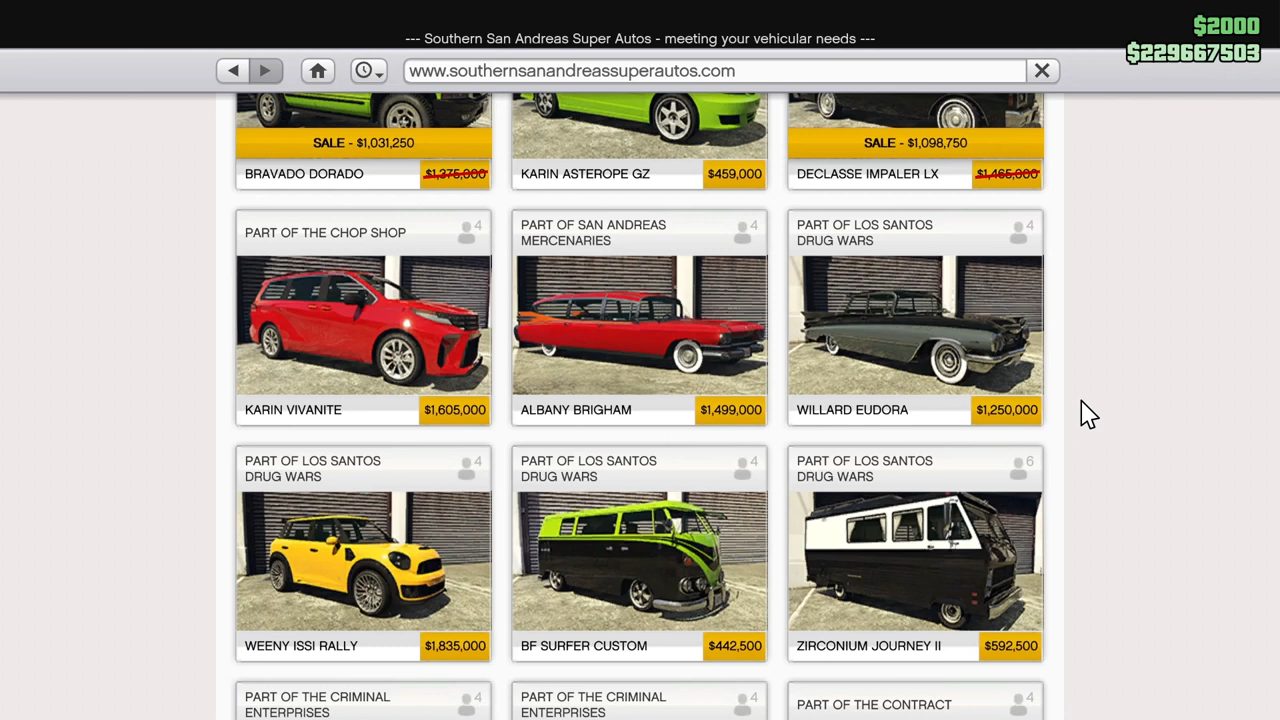 --- Southern San Andreas Super Autos - meeting your vehicular needs ---
$2000
$229667503
www.southernsanandreassuperautos.com
SALE - $1,031,250
SALE - $1,098,750
BRAVADO DORADO
$1,375,000
KARIN ASTEROPE GZ
$459,000
DECLASSE IMPALER LX
$1,465,000
PART OF THE CHOP SHOP
4
PART OF SAN ANDREAS
MERCENARIES
4
PART OF LOS SANTOS
DRUG WARS
4
KARIN VIVANITE
$1,605,000
ALBANY BRIGHAM
$1,499,000
WILLARD EUDORA
$1,250,000
PART OF LOS SANTOS
DRUG WARS
4
PART OF LOS SANTOS
DRUG WARS
4
PART OF LOS SANTOS
DRUG WARS
6
WEENY ISSI RALLY
$1,835,000
BF SURFER CUSTOM
$442,500
ZIRCONIUM JOURNEY II
$592,500
PART OF THE CRIMINAL
ENTERPRISES
4
PART OF THE CRIMINAL
ENTERPRISES
4
PART OF THE CONTRACT
4